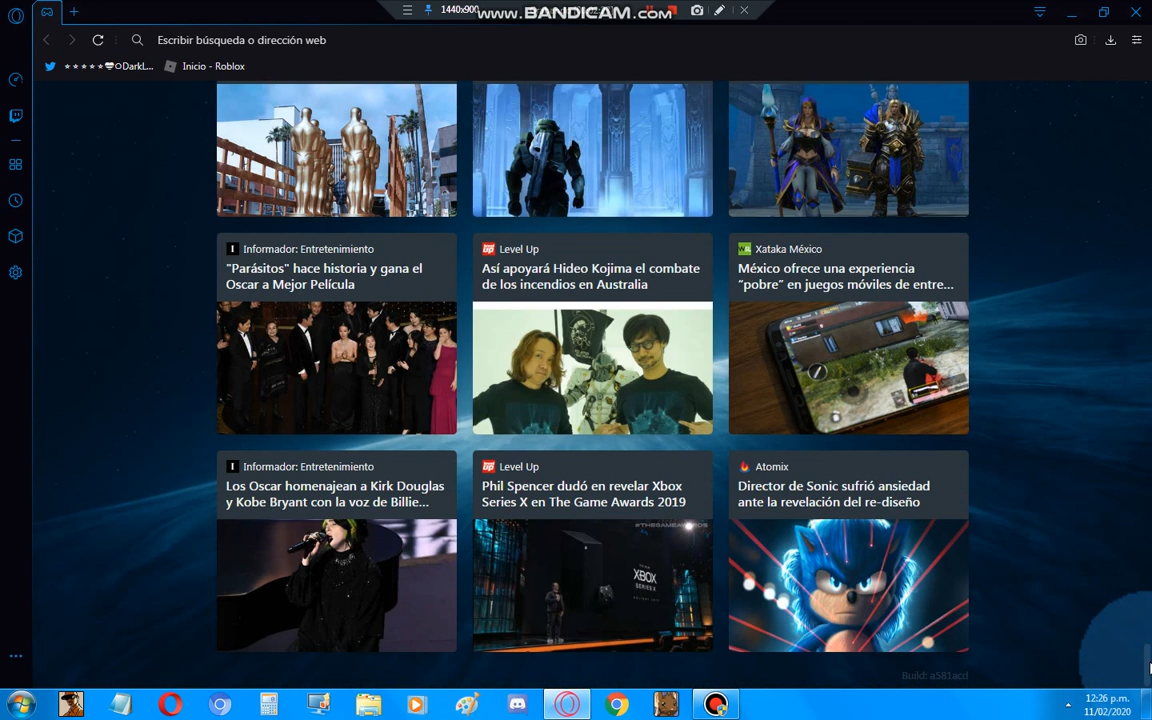 1440x900
www.BANDICAM.com
Escribir búsqueda o dirección web
★★★★★❤○DarkL...
Inicio - Roblox
Informador: Entretenimiento
"Parásitos" hace historia y gana el
Oscar a Mejor Película
Level Up
Así apoyará Hideo Kojima el combate
de los incendios en Australia
Xataka México
México ofrece una experiencia
“pobre” en juegos móviles de entre...
Informador: Entretenimiento
Los Oscar homenajean a Kirk Douglas
y Kobe Bryant con la voz de Billie...
Level Up
Phil Spencer dudó en revelar Xbox
Series X en The Game Awards 2019
#THEGAMEAWARDS
XBOX
SERIES X
Atomix
Director de Sonic sufrió ansiedad
ante la revelación del re-diseño
Build: a581acd
12:26 p.m.
11/02/2020